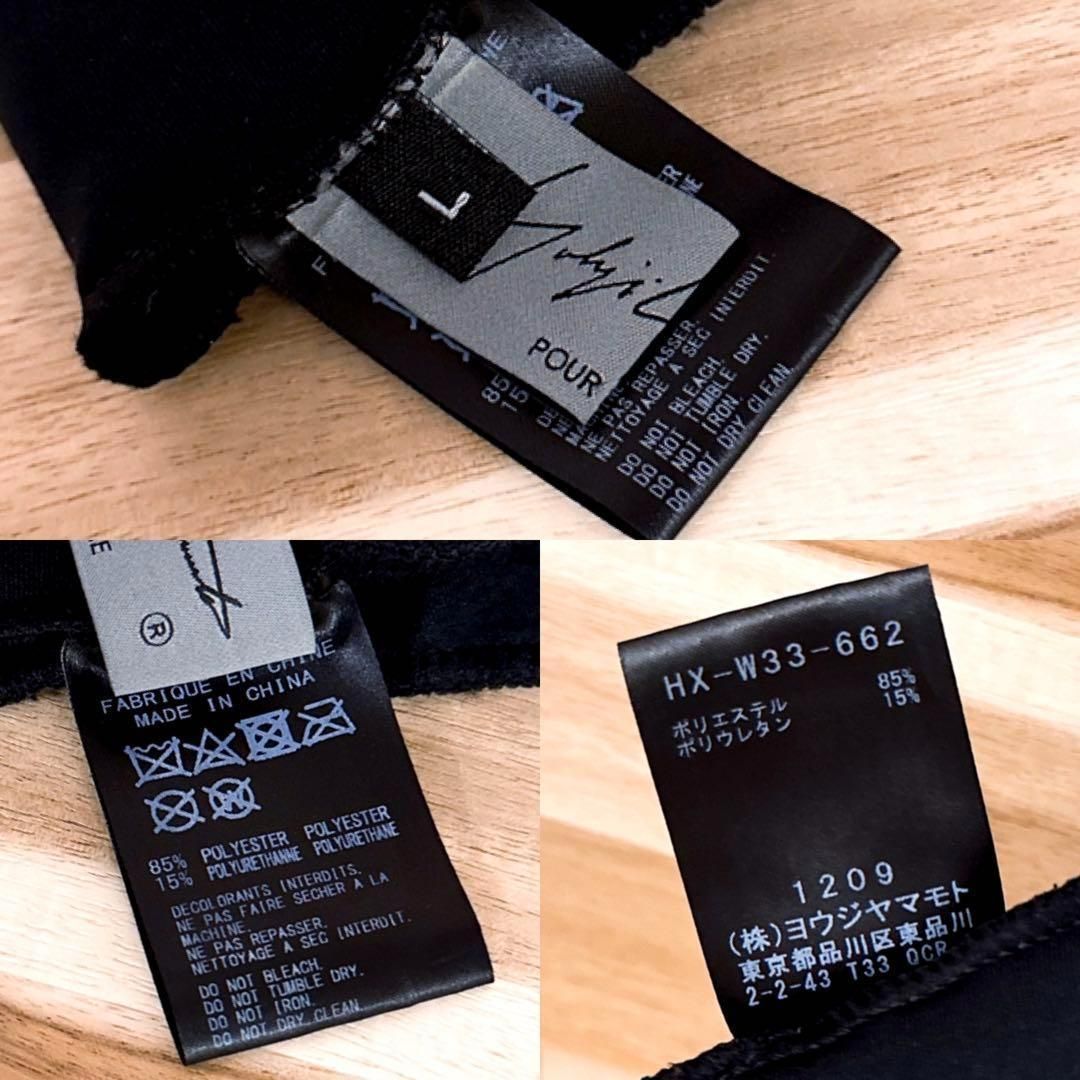 L
Yohji
POUR
F
NE
85
15
DE
NE PAS REPASSER.
NETTOYAGE A SEC INTERDIT.
DO NOT BLEACH.
DO NOT TUMBLE DRY.
DO NOT IRON.
DO NOT DRY CLEAN.
®
FABRIQUE EN CHINE
MADE IN CHINA
W
85% POLYESTER POLYESTER
15% POLYURETHANNE POLYURETHANE
DECOLORANTS INTERDITS.
NE PAS FAIRE SECHER A LA
MACHINE.
NE PAS REPASSER.
NETTOYAGE A SEC INTERDIT.
DO NOT BLEACH.
DO NOT TUMBLE DRY.
DO NOT IRON.
DO NOT DRY CLEAN.
HX-W33-662
ポリエステル 85%
ポリウレタン 15%
1209
(株)ヨウジヤマモト
東京都品川区東品川
2-2-43 T33 QCR